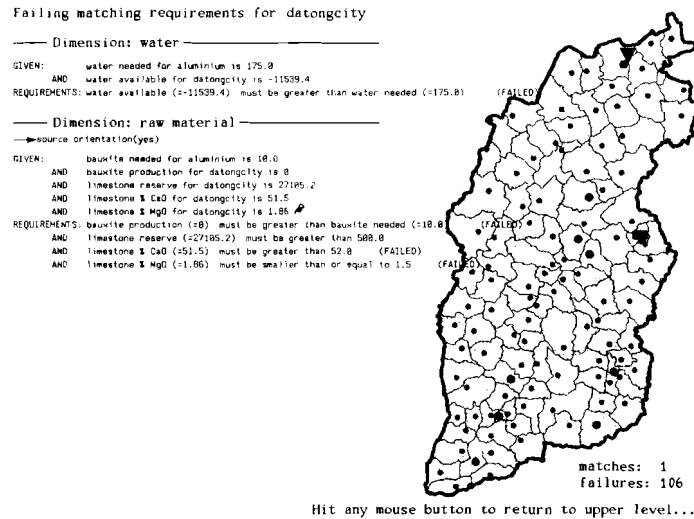 Failing matching requirements for datongcity
Dimension: water
GIVEN: water needed for aluminium is 175.0
AND water available for datongcity is -11539.4
REQUIREMENTS: water available (=-11539.4) must be greater than water needed (=175.0) (FAILED)
Dimension: raw material
source orientation(yes)
GIVEN: bauxite needed for aluminium is 10.0
AND bauxite production for datongcity is 0
AND limestone reserve for datongcity is 27105.2
AND limestone % CaO for datongcity is 51.5
AND limestone % MgO for datongcity is 1.86
REQUIREMENTS: bauxite production (=0) must be greater than bauxite needed (=10.0) (FAILED)
AND limestone reserve (=27105.2) must be greater than 500.0
AND limestone % CaO (=51.5) must be greater than 52.0 (FAILED)
AND limestone % MgO (=1.86) must be smaller than or equal to 1.5 (FAILED)
matches: 1
failures: 106
Hit any mouse button to return to upper level...